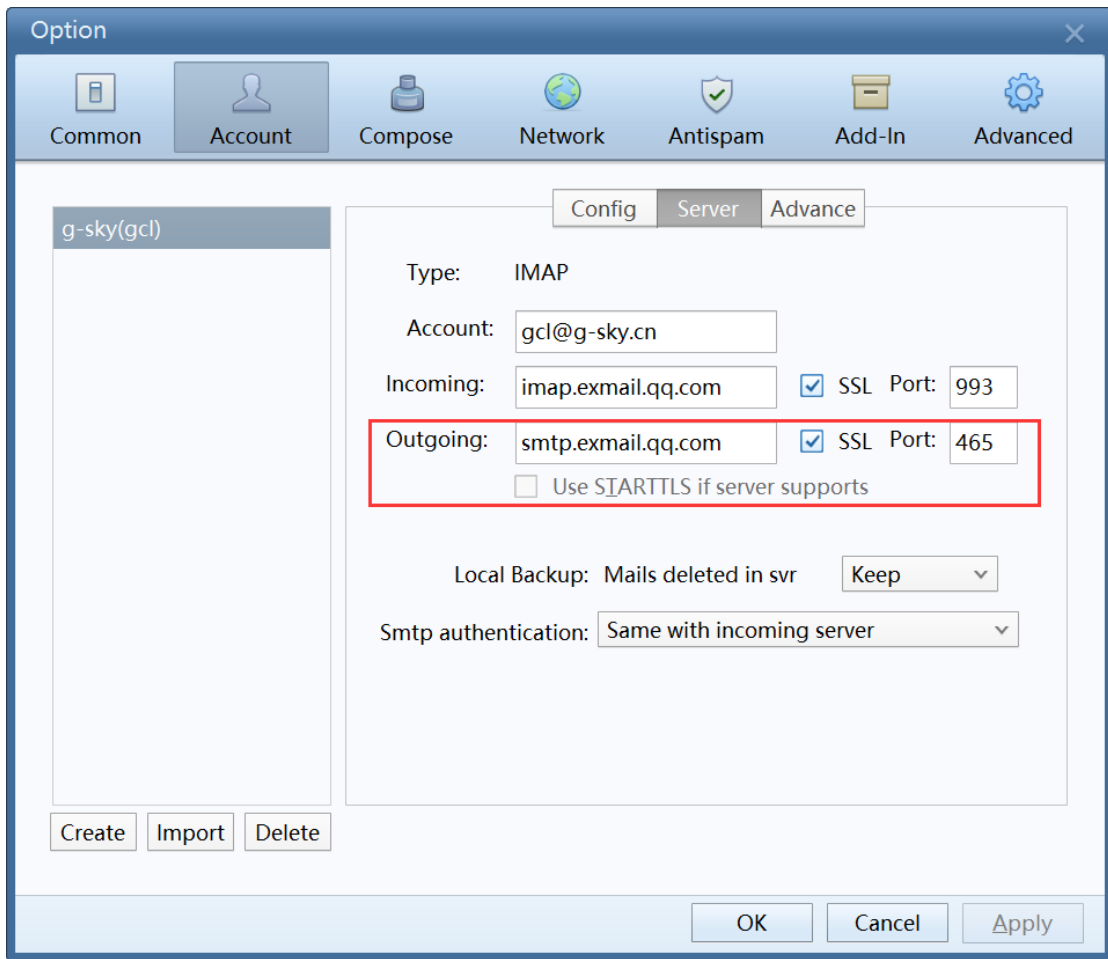 Option
Common Account Compose Network Antispam Add-In Advanced
g-sky(gcl)
Config Server Advance
Type: IMAP
Account: gcl@g-sky.cn
Incoming: imap.exmail.qq.com SSL Port: 993
Outgoing: smtp.exmail.qq.com SSL Port: 465
Use STARTTLS if server supports
Local Backup: Mails deleted in svr Keep
Smtp authentication: Same with incoming server
Create Import Delete
OK Cancel Apply